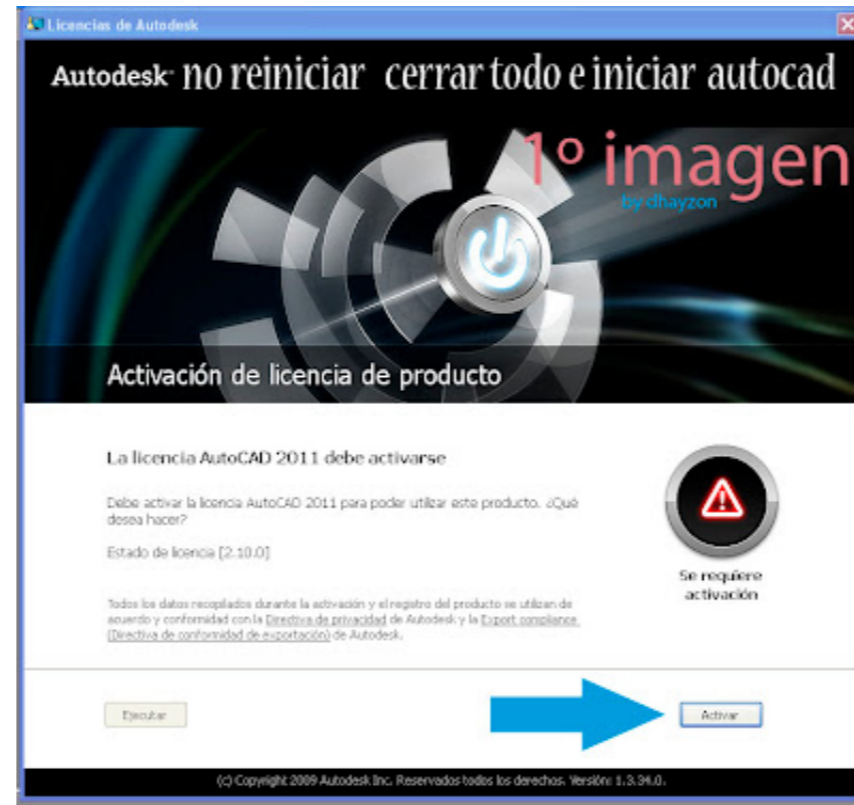 Licencias de Autodesk
Autodesk no reiniciar cerrar todo e iniciar autocad
1º imagen
by dhayzon
Activación de licencia de producto
La licencia AutoCAD 2011 debe activarse
Debe activar la licencia AutoCAD 2011 para poder utilizar este producto. ¿Qué
desea hacer?
Estado de licencia [2.10.0]
Se requiere
activación
Todos los datos recopilados durante la activación y el registro del producto se utilizan de
acuerdo y conformidad con la Directiva de privacidad de Autodesk y la Export compliance
(Directiva de conformidad de exportación) de Autodesk.
Ejecutar
Activar
(c) Copyright 2009 Autodesk Inc. Reservados todos los derechos. Versión: 1.3.34.0.